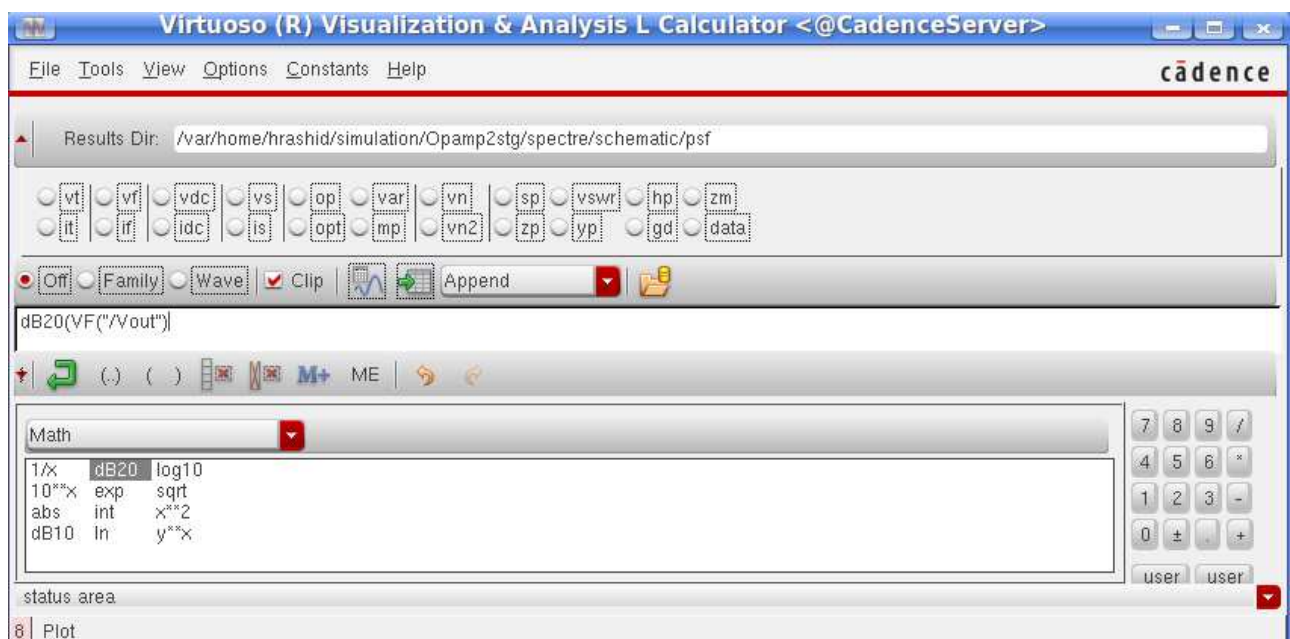 Virtuoso (R) Visualization & Analysis L Calculator <@CadenceServer>
File Tools View Options Constants Help cādence
Results Dir: /var/home/hrashid/simulation/Opamp2stg/spectre/schematic/psf
vt vf vdc vs op var vn sp vswr hp zm
it if idc is opt mp vn2 zp yp gd data
Off Family Wave Clip Append
dB20(VF("/Vout")
(.) ( ) M+ ME
Math
7 8 9 /
1/x dB20 log10
4 5 6 *
10**x exp sqrt
abs int x**2
1 2 3 -
dB10 ln y**x
0 ± . +
user user
status area
8 Plot